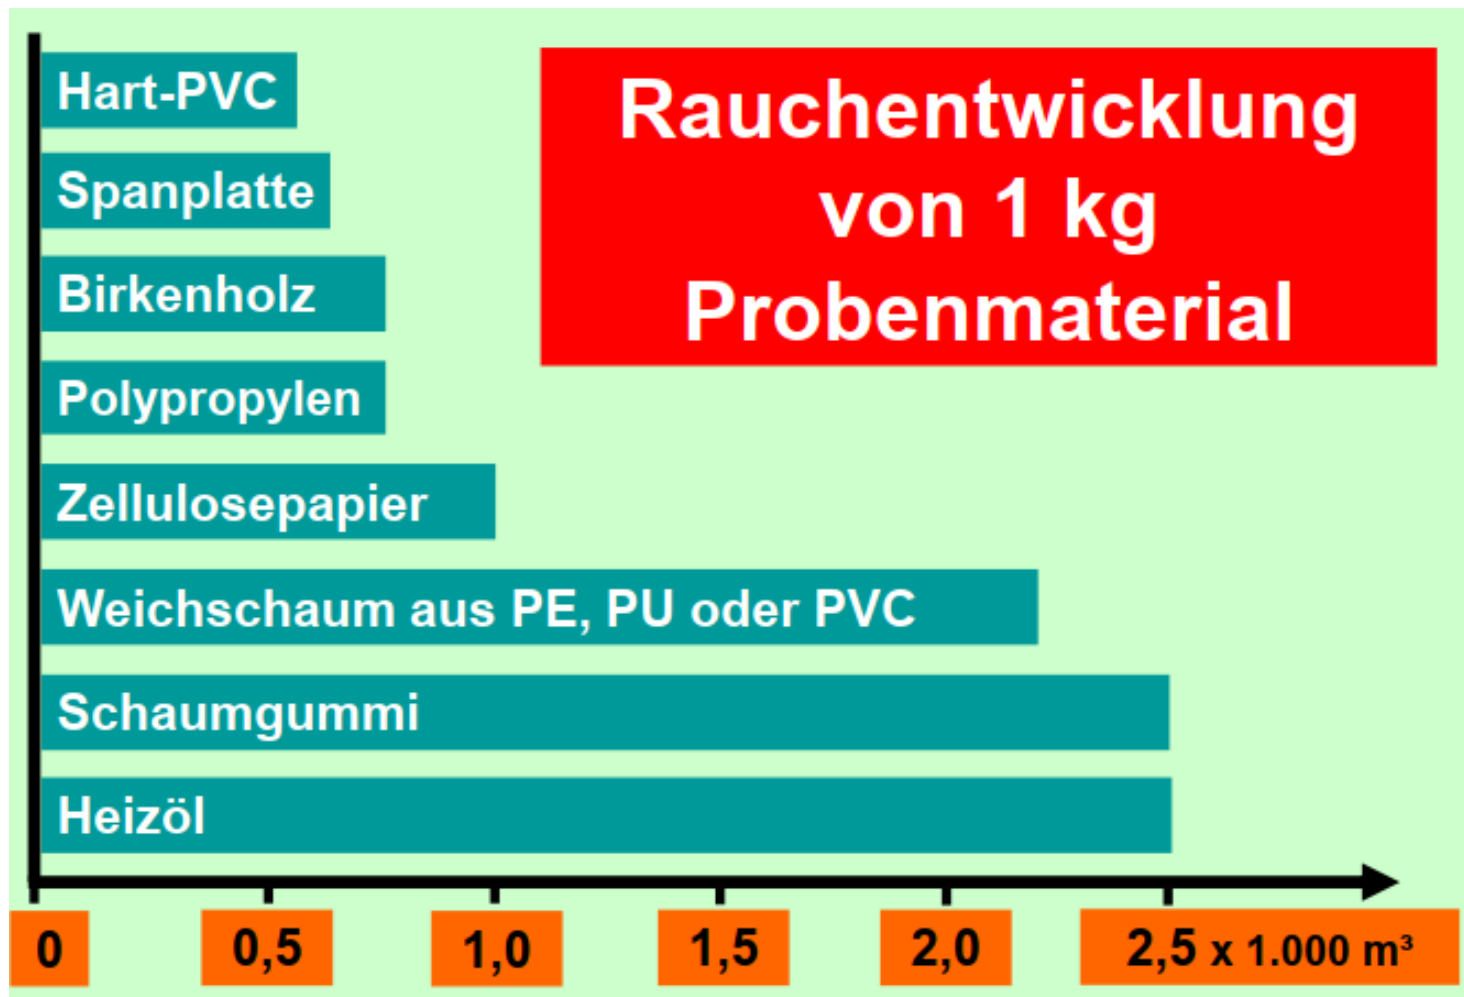 Hart-PVC
Spanplatte
Birkenholz
Polypropylen
Zellulosepapier
Weichschaum aus PE, PU oder PVC
Schaumgummi
Heizöl
Rauchentwicklung
von 1 kg
Probenmaterial
0
0,5
1,0
1,5
2,0
2,5 x 1.000 m³